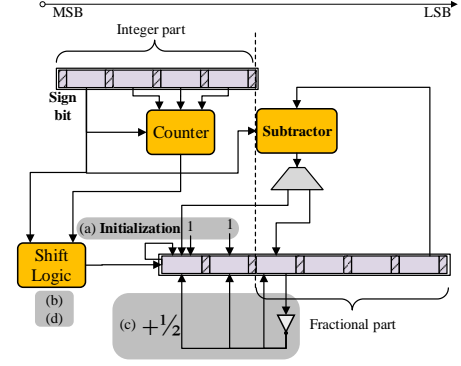 MSB
LSB
Integer part
Sign
bit
Counter
Subtractor
(a) Initialization 1
1
Shift
Logic
(b)
(d)
(c) +½
Fractional part